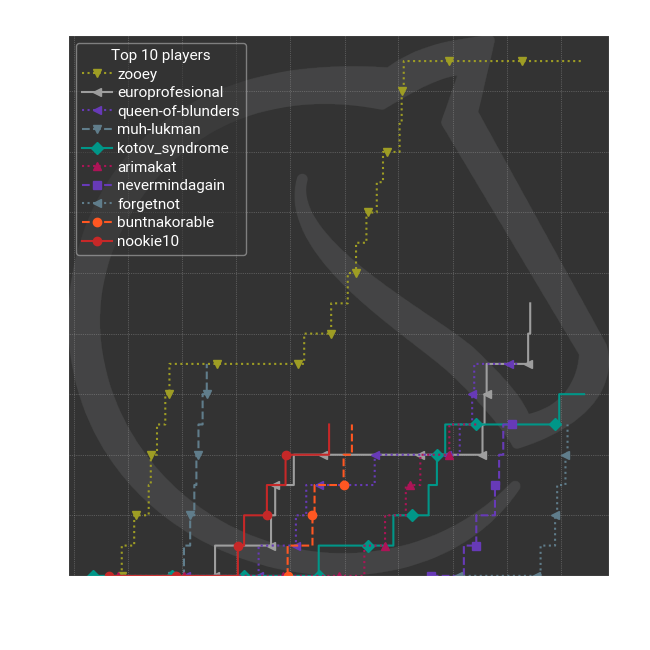 Top 10 players
zooey
europrofesional
queen-of-blunders
muh-lukman
kotov_syndrome
arimakat
nevermindagain
forgetnot
buntnakorable
nookie10